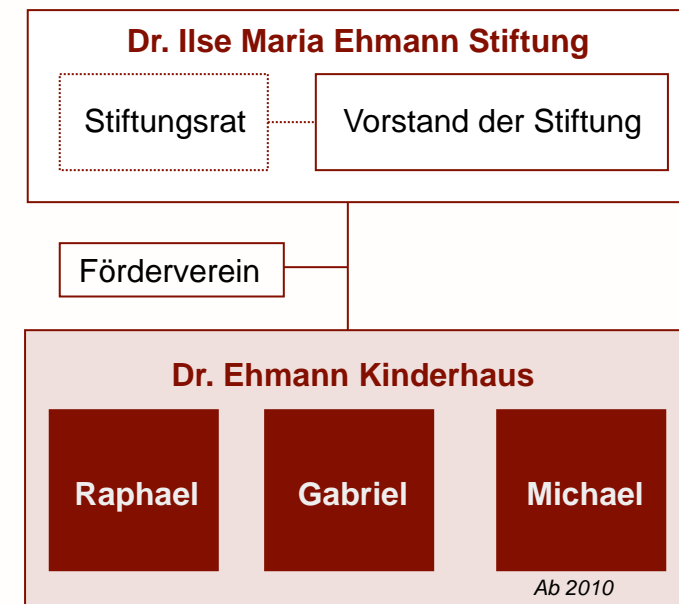 Dr. Ilse Maria Ehmann Stiftung
Stiftungsrat
Vorstand der Stiftung
Förderverein
Dr. Ehmann Kinderhaus
Raphael
Gabriel
Michael
Ab 2010